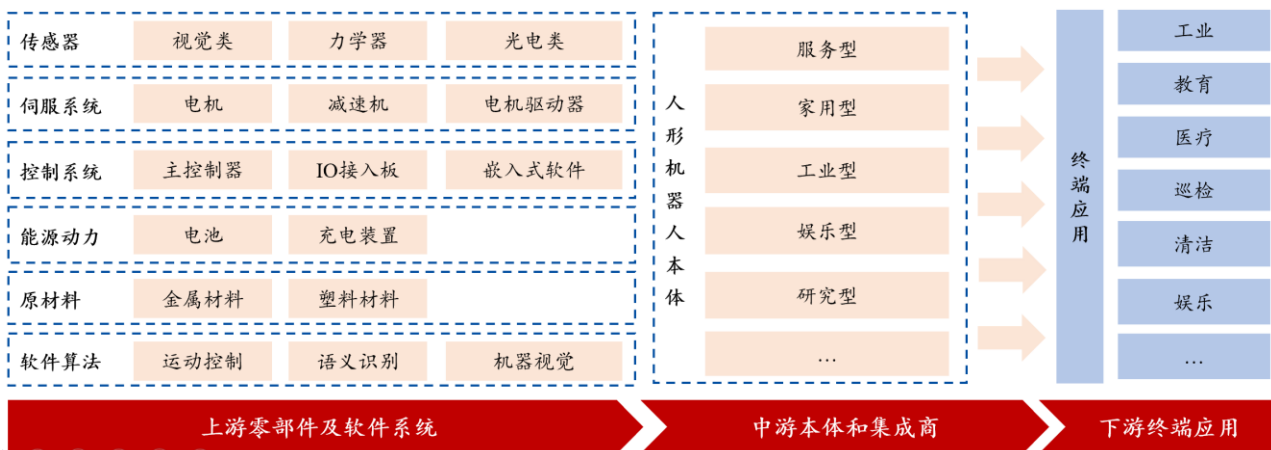 传感器 视觉类 力学器 光电类
伺服系统 电机 减速机 电机驱动器
控制系统 主控制器 IO接入板 嵌入式软件
能源动力 电池 充电装置
原材料 金属材料 塑料材料
软件算法 运动控制 语义识别 机器视觉
人形机器人本体
服务型
家用型
工业型
娱乐型
研究型
…
终端应用
工业
教育
医疗
巡检
清洁
娱乐
…
上游零部件及软件系统 中游本体和集成商 下游终端应用